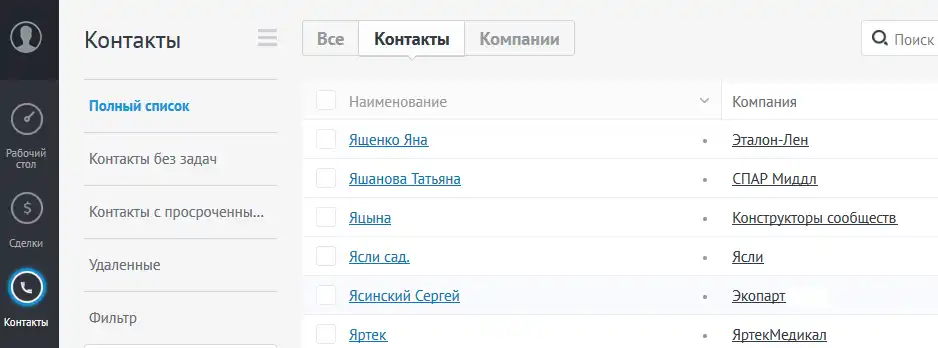 Рабочий
стол
Сделки
Контакты
Контакты
Полный список
Контакты без задач
Контакты с просроченны...
Удаленные
Фильтр
Все Контакты Компании
Поиск
Наименование Компания
Ященко Яна Эталон-Лен
Яшанова Татьяна СПАР Миддл
Яцына Конструкторы сообществ
Ясли сад. Ясли
Ясинский Сергей Экопарт
Яртек ЯртекМедикал